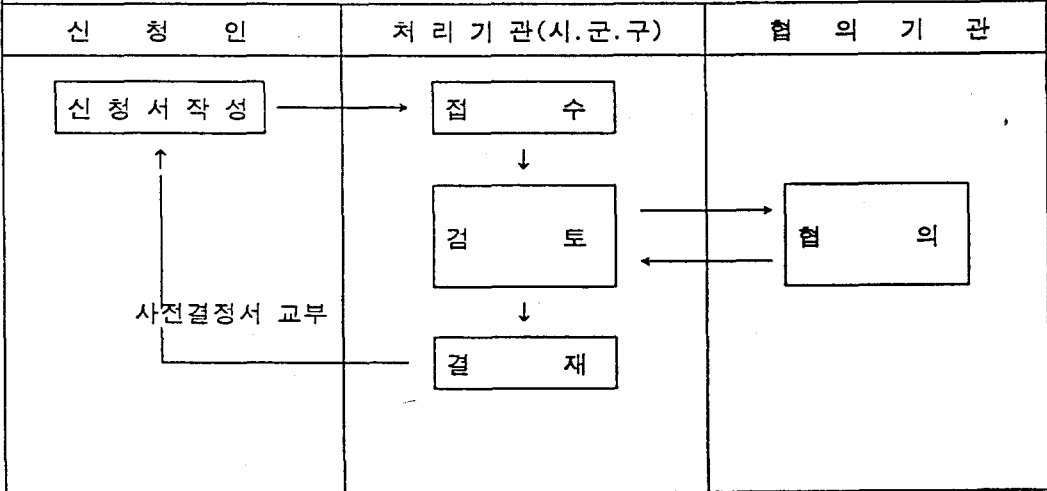 신 청 인 처 리 기 관(시.군.구) 협 의 기 관
신 청 서 작 성 → 접 수
↑ ↓
검 토 협 의
사전결정서 교부 ↓
결 재